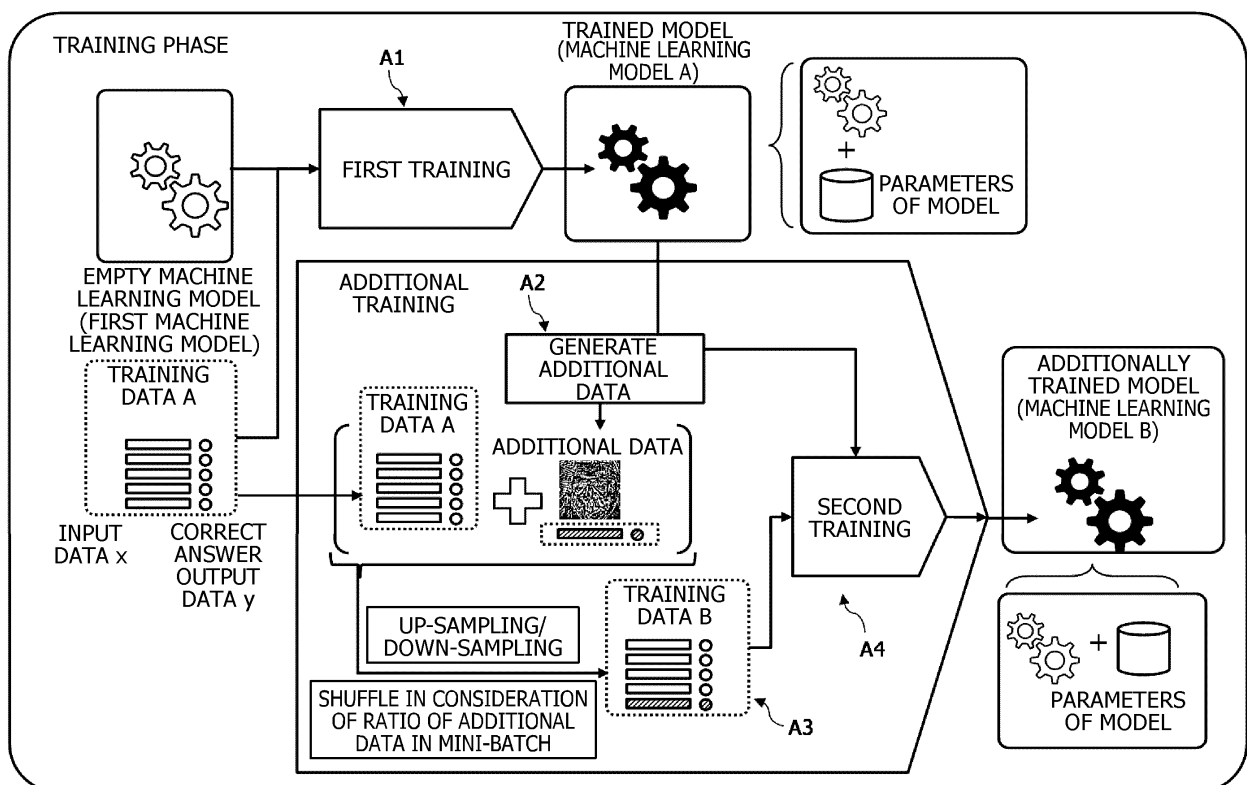 TRAINING PHASE
A1
TRAINED MODEL
(MACHINE LEARNING
MODEL A)
FIRST TRAINING
+
PARAMETERS
OF MODEL
EMPTY MACHINE
LEARNING MODEL
(FIRST MACHINE
LEARNING MODEL)
TRAINING
DATA A
INPUT
DATA x
CORRECT
ANSWER
OUTPUT
DATA y
ADDITIONAL
TRAINING
A2
GENERATE
ADDITIONAL
DATA
TRAINING
DATA A
ADDITIONAL DATA
UP-SAMPLING/
DOWN-SAMPLING
SHUFFLE IN CONSIDERATION
OF RATIO OF ADDITIONAL
DATA IN MINI-BATCH
TRAINING
DATA B
A3
SECOND
TRAINING
A4
ADDITIONALLY
TRAINED MODEL
(MACHINE LEARNING
MODEL B)
+
PARAMETERS
OF MODEL